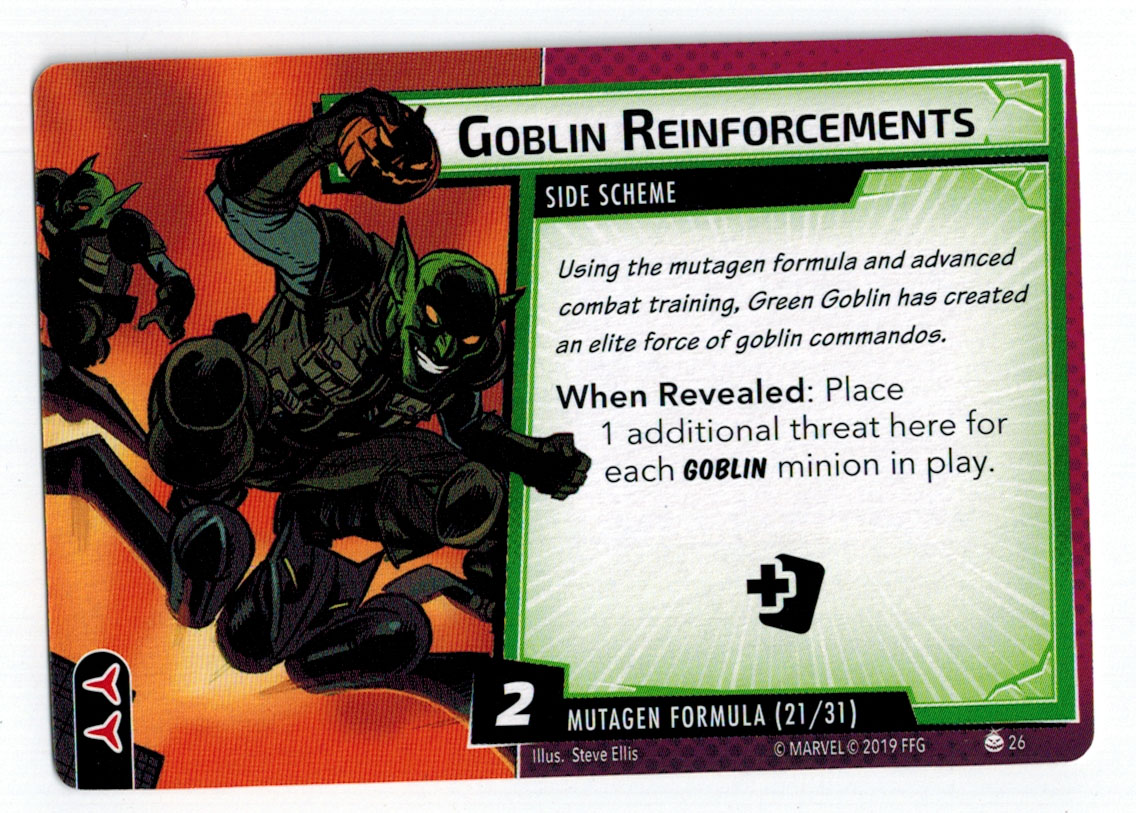 GOBLIN REINFORCEMENTS
SIDE SCHEME
Using the mutagen formula and advanced
combat training, Green Goblin has created
an elite force of goblin commandos.
When Revealed: Place
1 additional threat here for
each GOBLIN minion in play.
2
MUTAGEN FORMULA (21/31)
Illus. Steve Ellis
© MARVEL © 2019 FFG
26